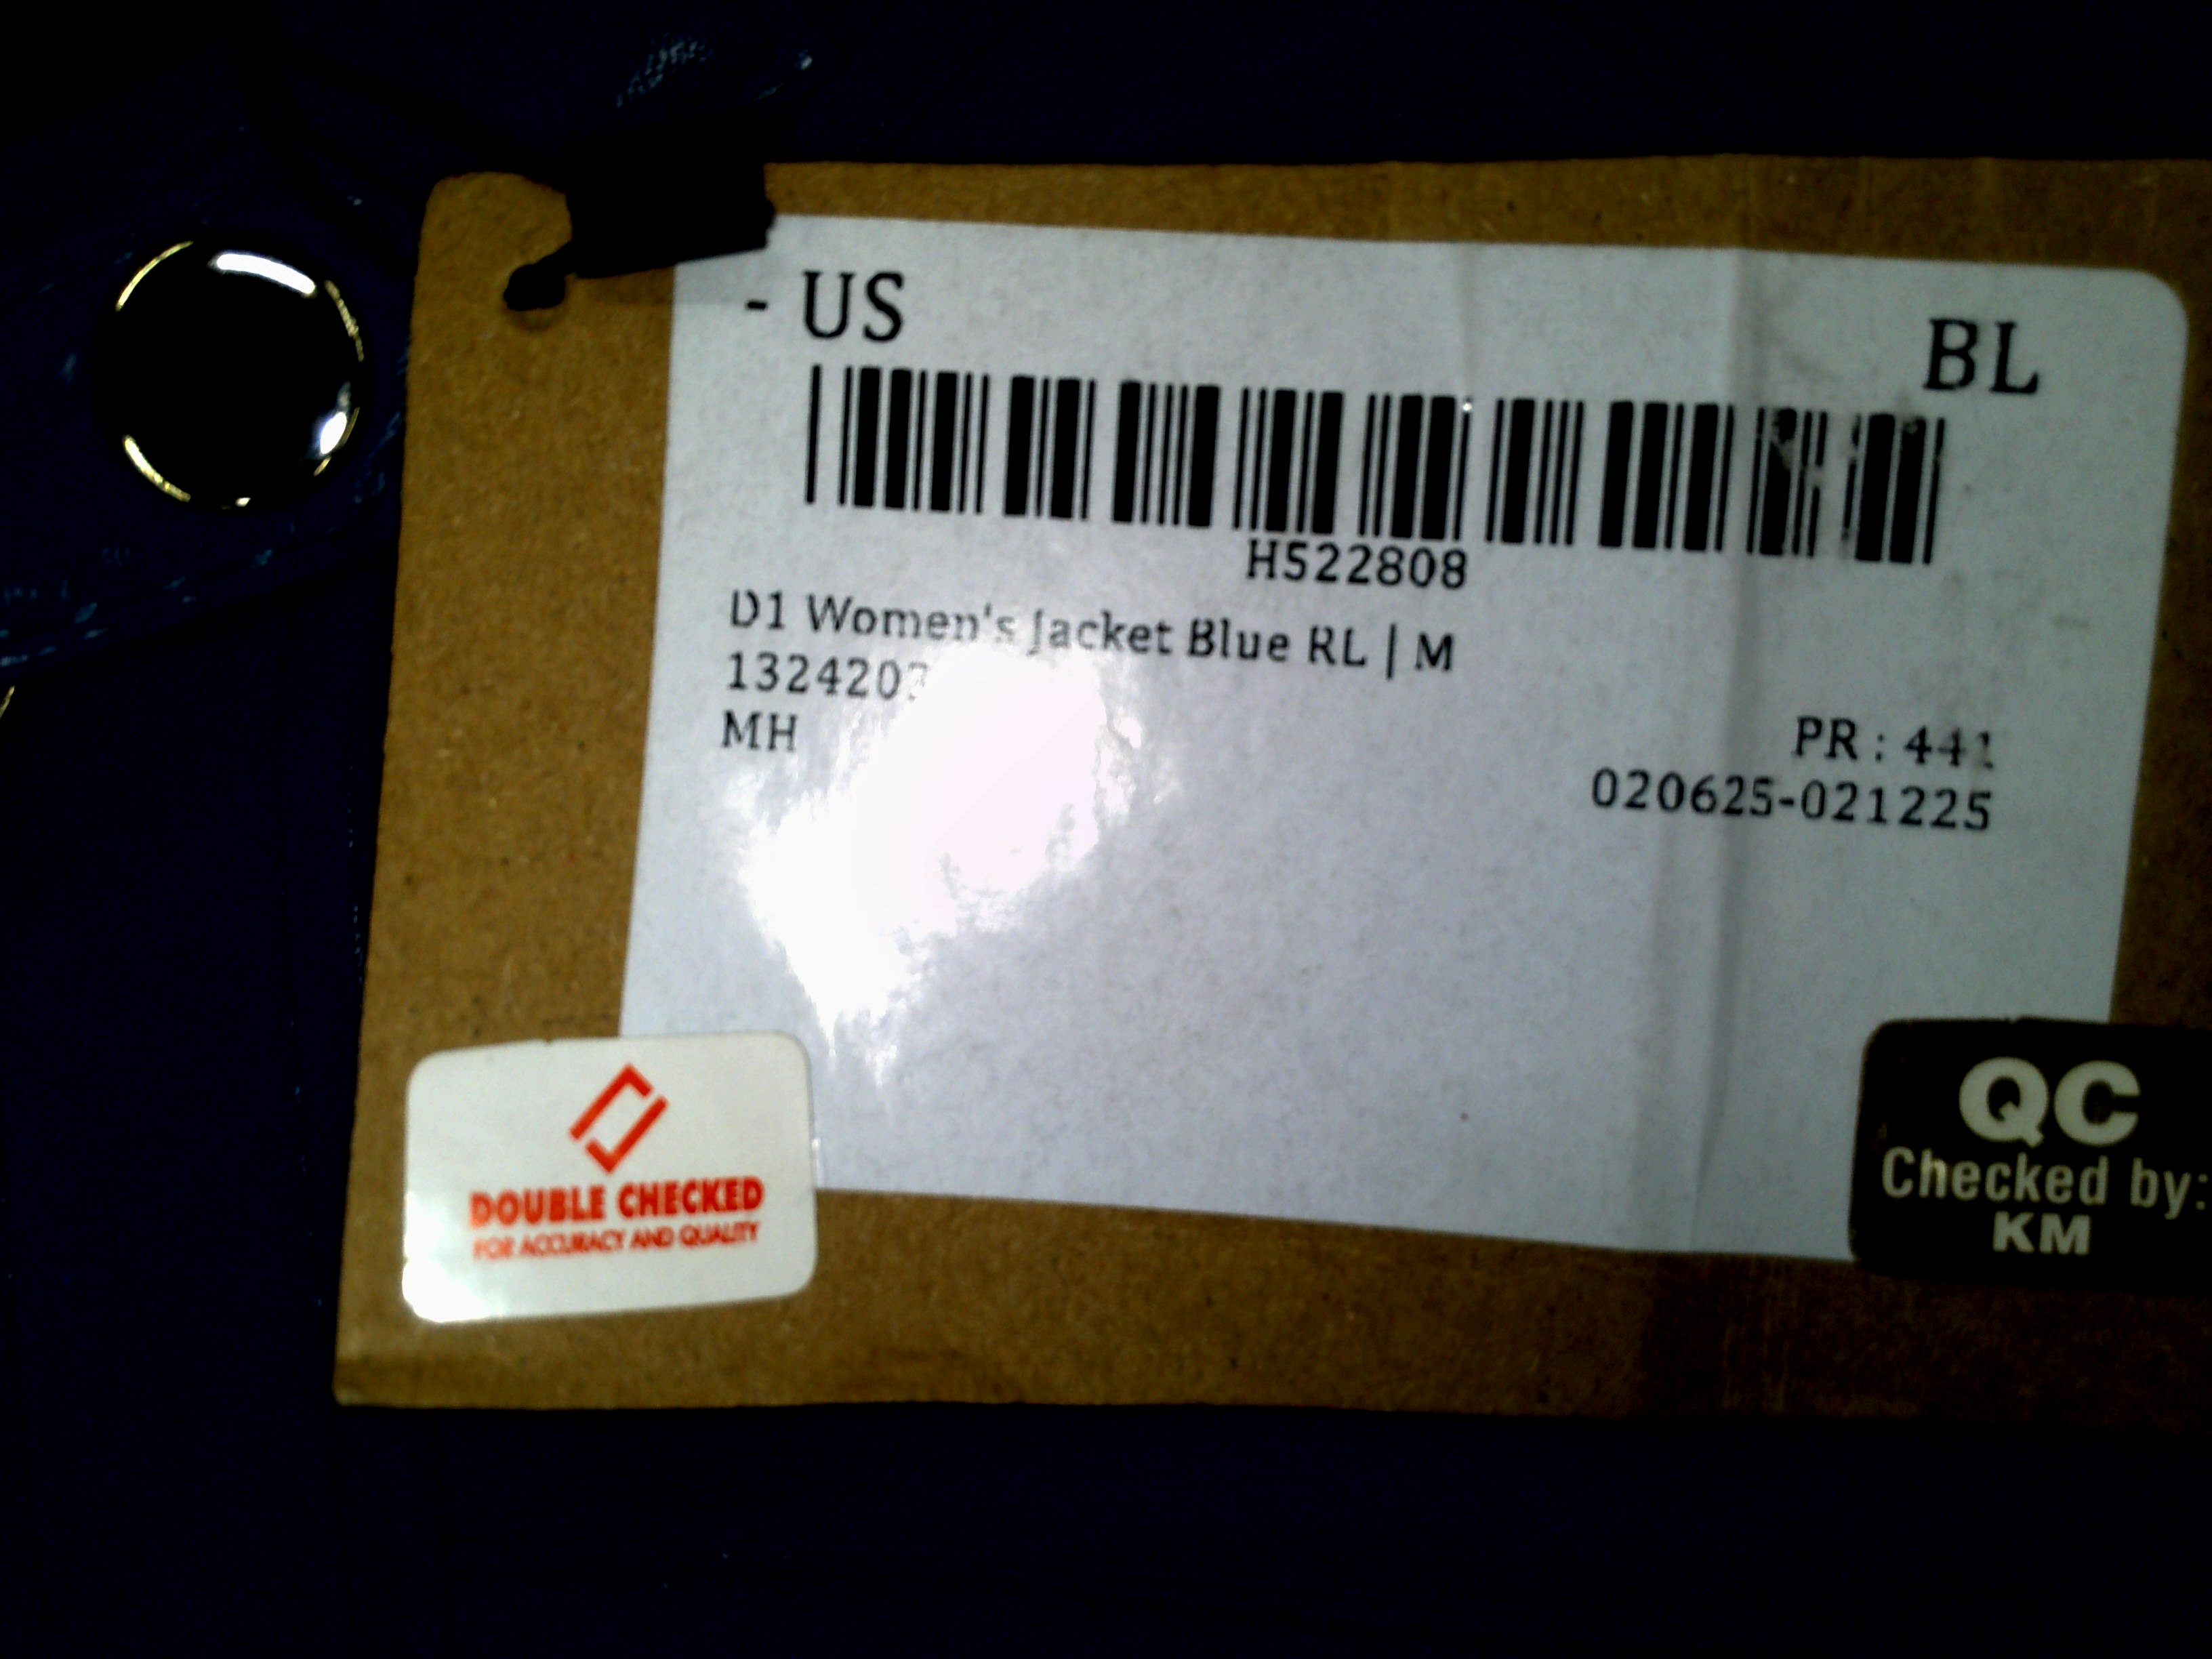 - US
BL
H522808
D1 Women's Jacket Blue RL | M
MH
PR : 441
020625-021225
DOUBLE CHECKED
FOR ACCURACY AND QUALITY
QC
Checked by:
KM